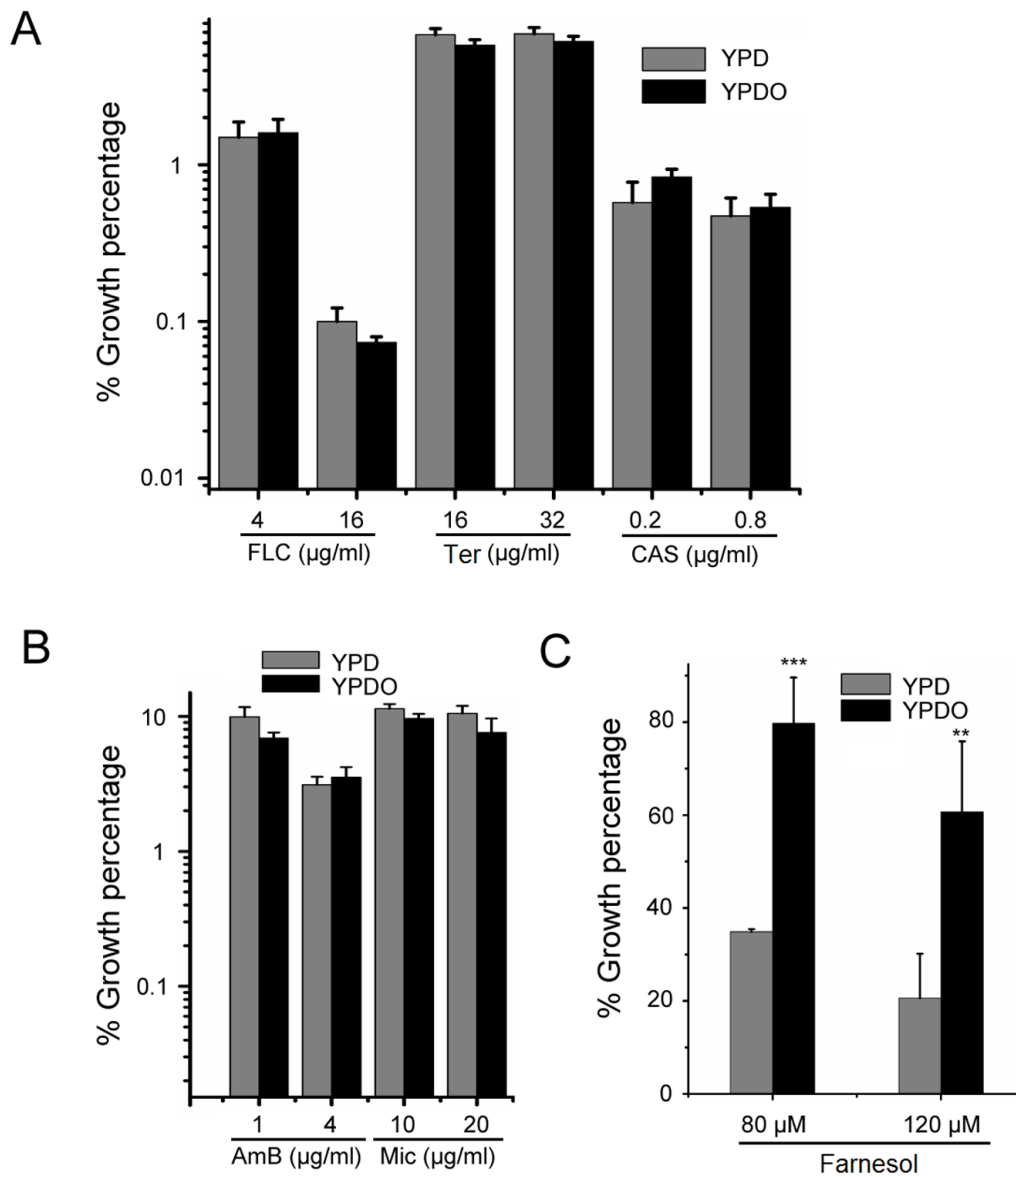 A
YPD
YPDO
% Growth percentage
1
0.1
0.01
4 16 16 32 0.2 0.8
FLC (µg/ml) Ter (µg/ml) CAS (µg/ml)
B
YPD
YPDO
% Growth percentage
10
1
0.1
1 4 10 20
AmB (µg/ml) Mic (µg/ml)
C
***
YPD
YPDO
**
% Growth percentage
80
60
40
20
0
80 µM 120 µM
Farnesol